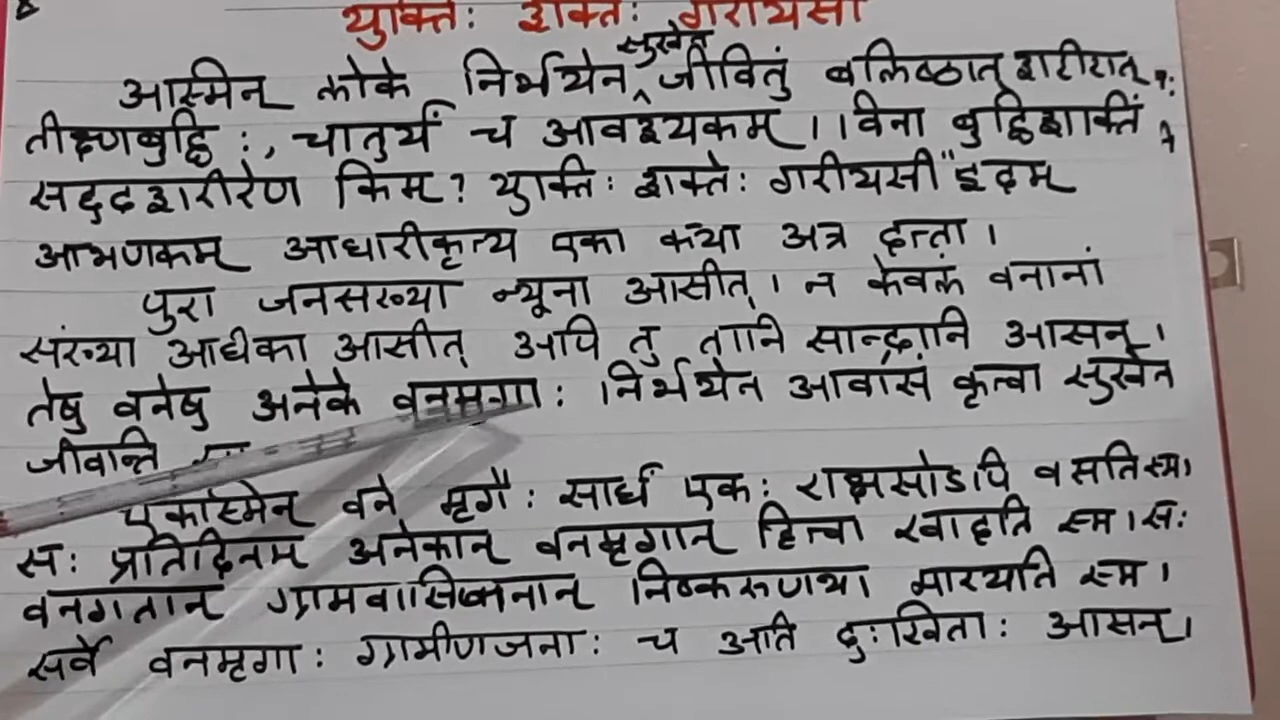 युक्तिः शक्तेः गरीयसी
अस्मिन् लोके निर्भयेन सुखेन जीवितुं बलिष्ठात् शरीरात्
तीक्ष्णबुद्धिः, चातुर्यं च आवश्यकम् ।। विना बुद्धिशक्तिं
सदृढशरीरेण किम्? युक्तिः शक्तेः गरीयसी" इदम्
आभणकम् आधारीकृत्य एका कथा अत्र दत्ता ।
पुरा जनसंख्या न्यूना आसीत् । न केवलं वनानां
संख्या अधिका आसीत् अपि तु तानि सान्द्राणि आसन् ।
तेषु वनेषु अनेके वनमृगाः निर्भयेन आवासं कृत्वा सुखेन
जीवन्ति
एकस्मिन् वने मृगैः सार्धं एकः राक्षसोऽपि वसतिस्म।
सः प्रतिदिनम् अनेकान् वनमृगान् हित्वा खादति स्म । सः
वनगतान् ग्रामवासिजनान् निष्करुणया मारयति स्म ।
सर्वे वनमृगाः ग्रामीणजनाः च अति दुःखिताः आसन् ।